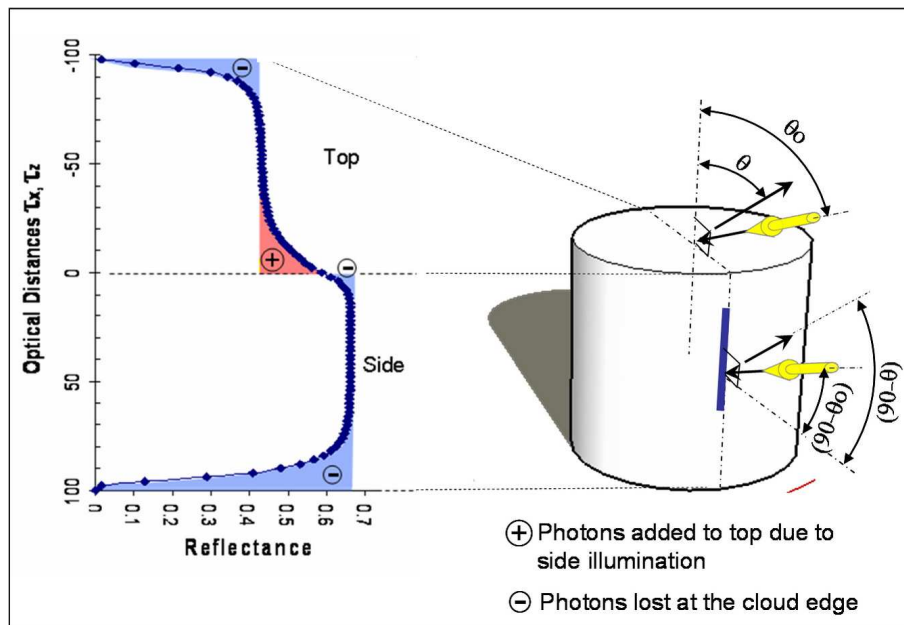 -100
-50
0
50
100
Optical Distances τx, τz
Top
Side
0
0.1
0.2
0.3
0.4
0.5
0.6
0.7
Reflectance
θo
θ
(90-θo)
(90-θ)
⊖
⊕
⊖
⊖
⊕ Photons added to top due to
side illumination
⊖ Photons lost at the cloud edge